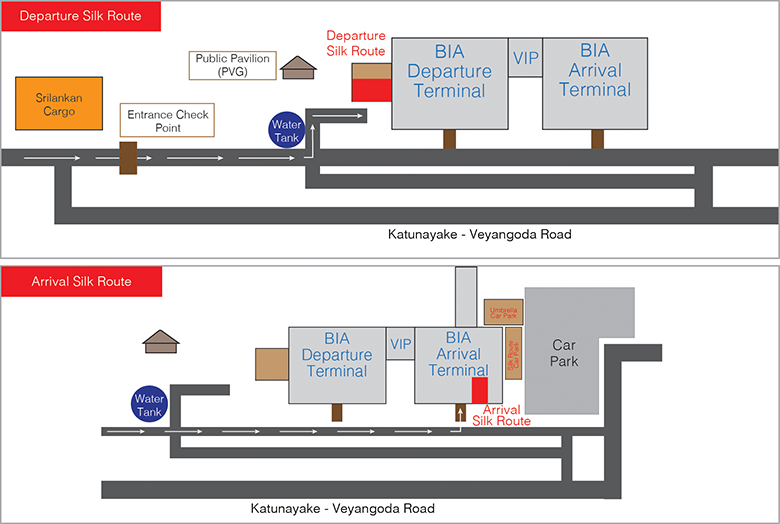 Departure Silk Route
Public Pavilion
(PVG)
Departure
Silk Route
BIA
Departure
Terminal
VIP
BIA
Arrival
Terminal
Srilankan
Cargo
Entrance Check
Point
Water
Tank
Katunayake - Veyangoda Road
Arrival Silk Route
Umbrella
Car Park
BIA
Departure
Terminal
VIP
BIA
Arrival
Terminal
Silk Route
Car Park
Car
Park
Water
Tank
Arrival
Silk Route
Katunayake - Veyangoda Road